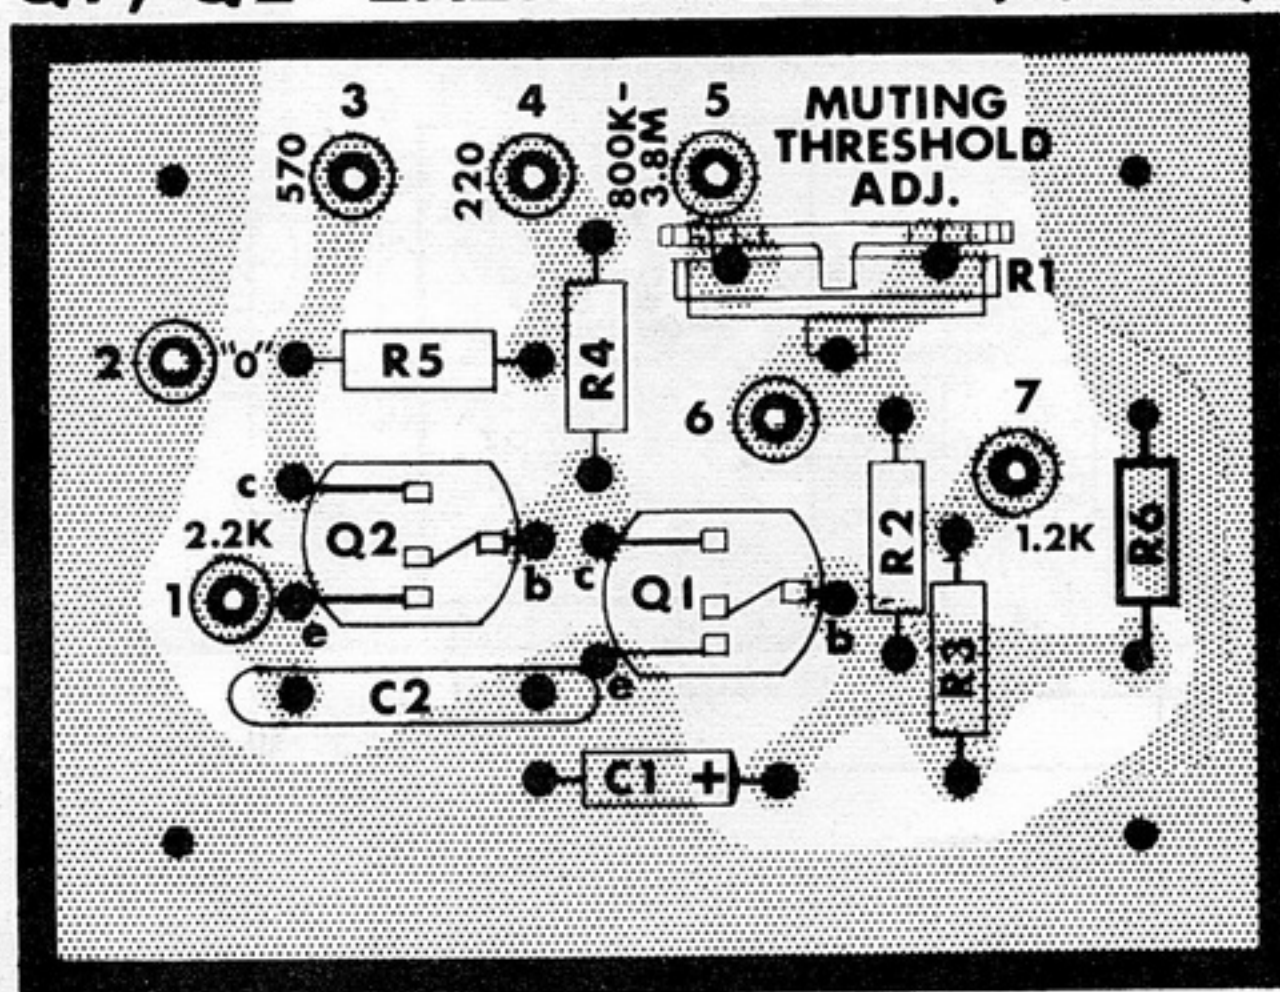 3
4
5
570
220
800K-
3.8M
MUTING
THRESHOLD
ADJ.
R1
2
"0"
R5
R4
6
7
c
Q2
2.2K
1
e
b
c
Q1
b
e
R2
1.2K
R6
R3
C2
C1 +